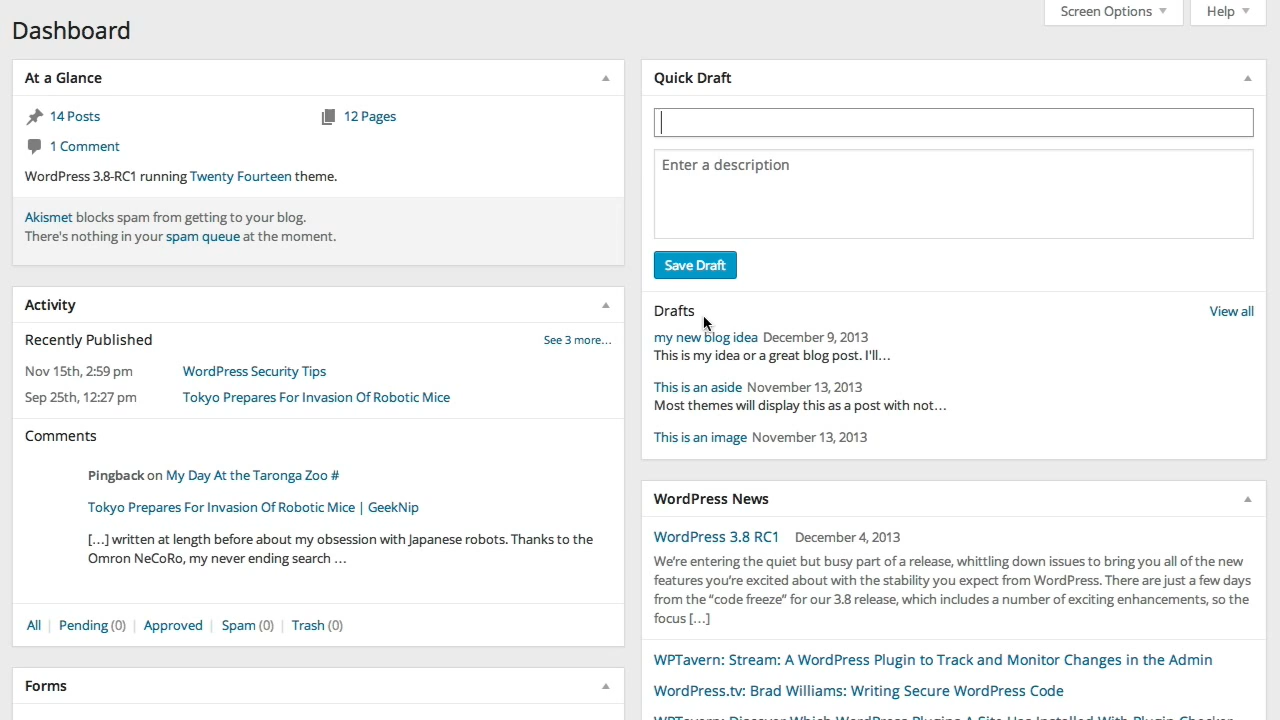 Dashboard
Screen Options
Help
At a Glance
14 Posts
12 Pages
1 Comment
WordPress 3.8-RC1 running Twenty Fourteen theme.
Akismet blocks spam from getting to your blog.
There's nothing in your spam queue at the moment.
Activity
Recently Published
See 3 more…
Nov 15th, 2:59 pm WordPress Security Tips
Sep 25th, 12:27 pm Tokyo Prepares For Invasion Of Robotic Mice
Comments
Pingback on My Day At the Taronga Zoo #
Tokyo Prepares For Invasion Of Robotic Mice | GeekNip
[…] written at length before about my obsession with Japanese robots. Thanks to the
Omron NeCoRo, my never ending search …
All | Pending (0) | Approved | Spam (0) | Trash (0)
Forms
Quick Draft
Enter a description
Save Draft
Drafts
View all
my new blog idea December 9, 2013
This is my idea or a great blog post. I'll…
This is an aside November 13, 2013
Most themes will display this as a post with not…
This is an image November 13, 2013
WordPress News
WordPress 3.8 RC1 December 4, 2013
We're entering the quiet but busy part of a release, whittling down issues to bring you all of the new
features you're excited about with the stability you expect from WordPress. There are just a few days
from the “code freeze” for our 3.8 release, which includes a number of exciting enhancements, so the
focus […]
WPTavern: Stream: A WordPress Plugin to Track and Monitor Changes in the Admin
WordPress.tv: Brad Williams: Writing Secure WordPress Code
WPTavern: Discover Which WordPress Plugins A Site Has Installed With Plugin Checker